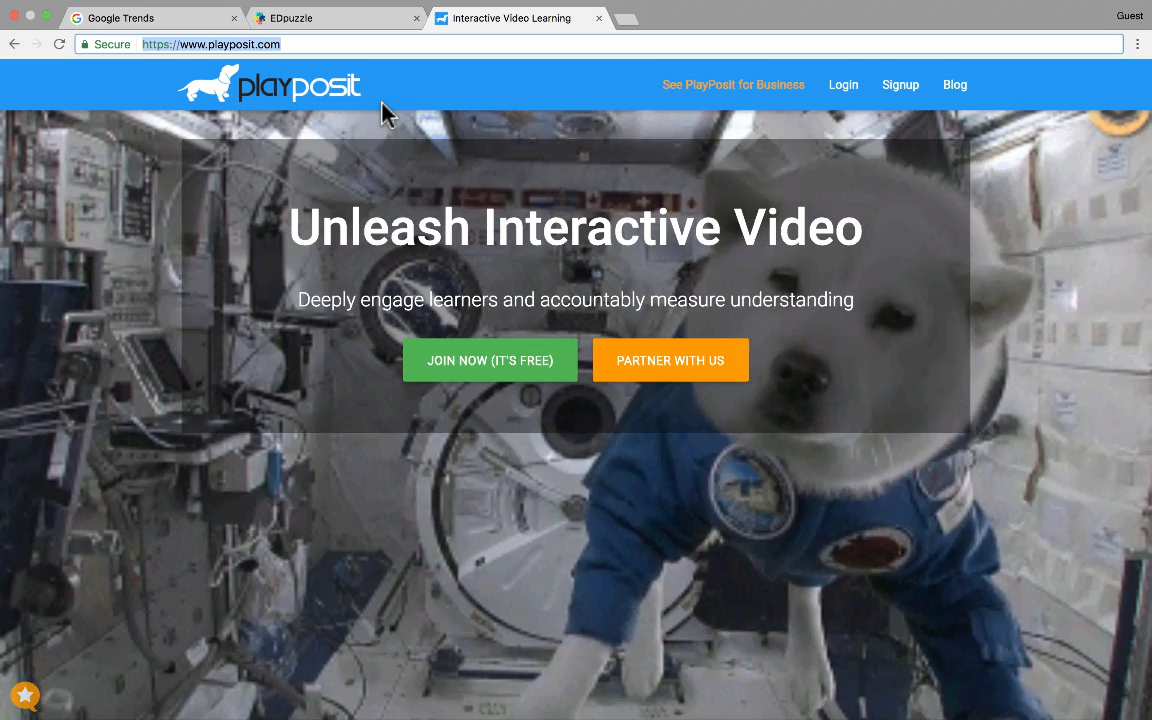 Google Trends
EDpuzzle
Interactive Video Learning
Guest
Secure
https://www.playposit.com
playposit
See PlayPosit for Business
Login
Signup
Blog
Unleash Interactive Video
Deeply engage learners and accountably measure understanding
JOIN NOW (IT'S FREE)
PARTNER WITH US